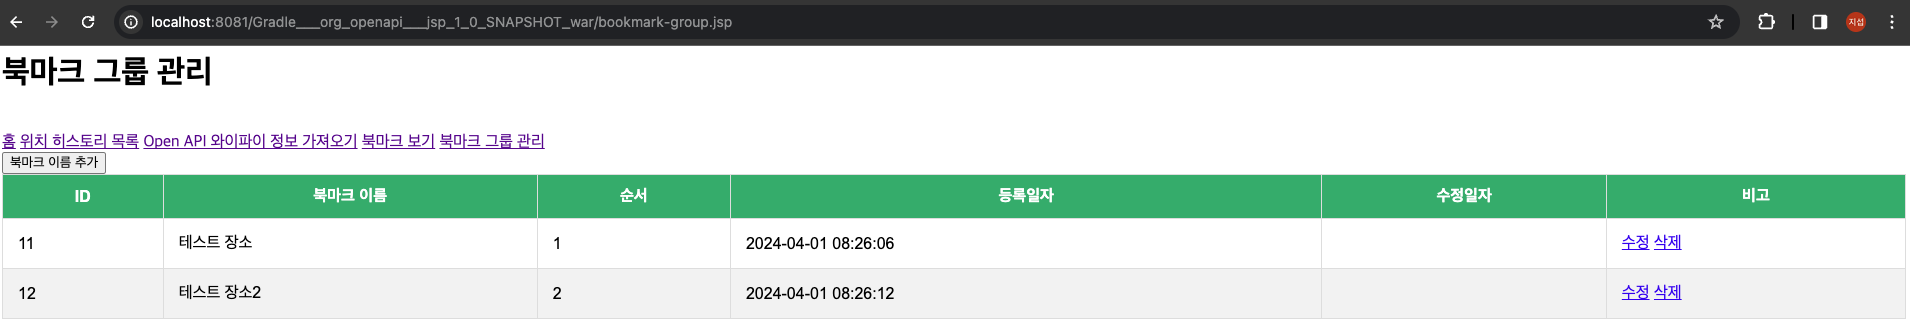 localhost:8081/Gradle___org_openapi___jsp_1_0_SNAPSHOT_war/bookmark-group.jsp
지섭
북마크 그룹 관리
홈 위치 히스토리 목록 Open API 와이파이 정보 가져오기 북마크 보기 북마크 그룹 관리
북마크 이름 추가
ID 북마크 이름 순서 등록일자 수정일자 비고
11 테스트 장소 1 2024-04-01 08:26:06 수정 삭제
12 테스트 장소2 2 2024-04-01 08:26:12 수정 삭제